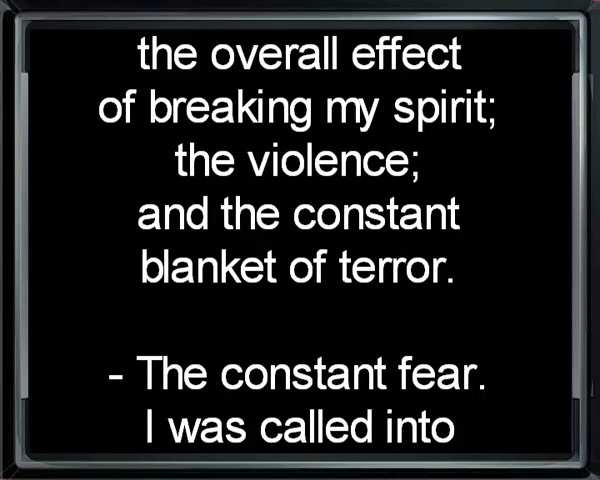 the overall effect
of breaking my spirit;
the violence;
and the constant
blanket of terror.
- The constant fear.
I was called into